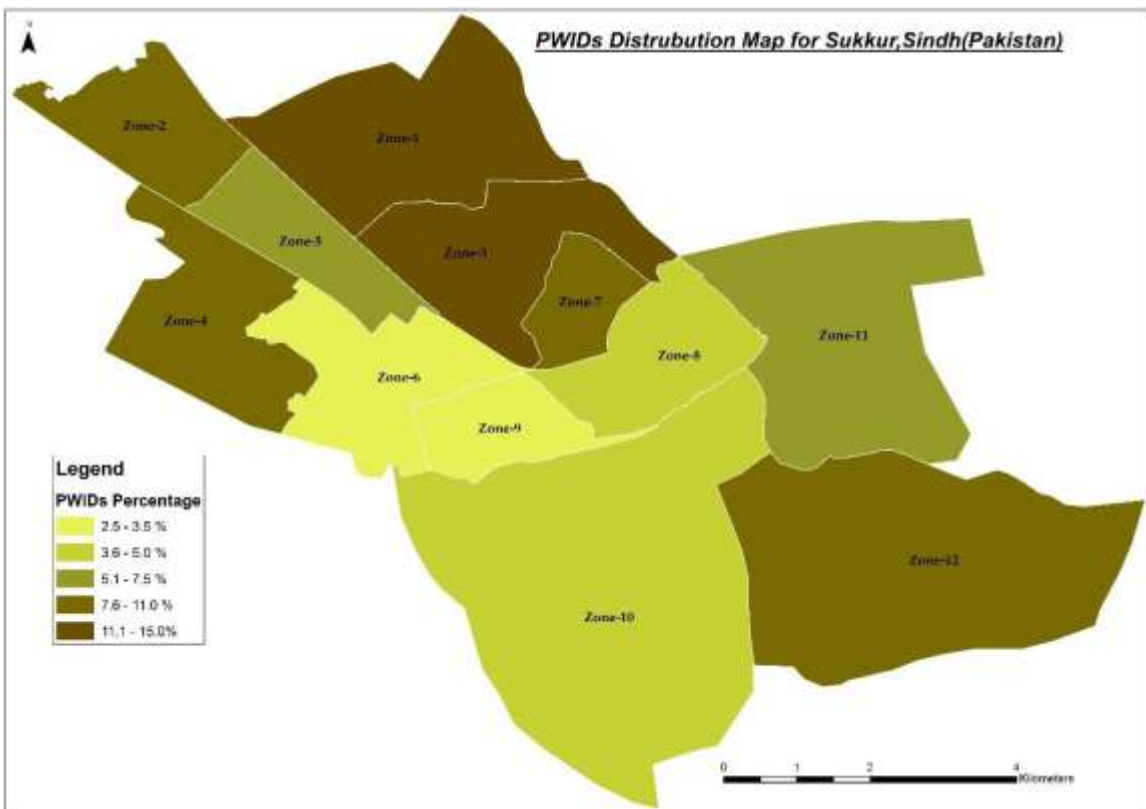 N
PWIDs Distrubution Map for Sukkur,Sindh(Pakistan)
Zone-2
Zone-1
Zone-5
Zone-3
Zone-4
Zone-7
Zone-11
Zone-8
Zone-6
Zone-9
Zone-12
Zone-10
Legend
PWIDs Percentage
2.5 - 3.5 %
3.6 - 5.0 %
5.1 - 7.5 %
7.6 - 11.0 %
11.1 - 15.0%
0 1 2 4
Kilometers